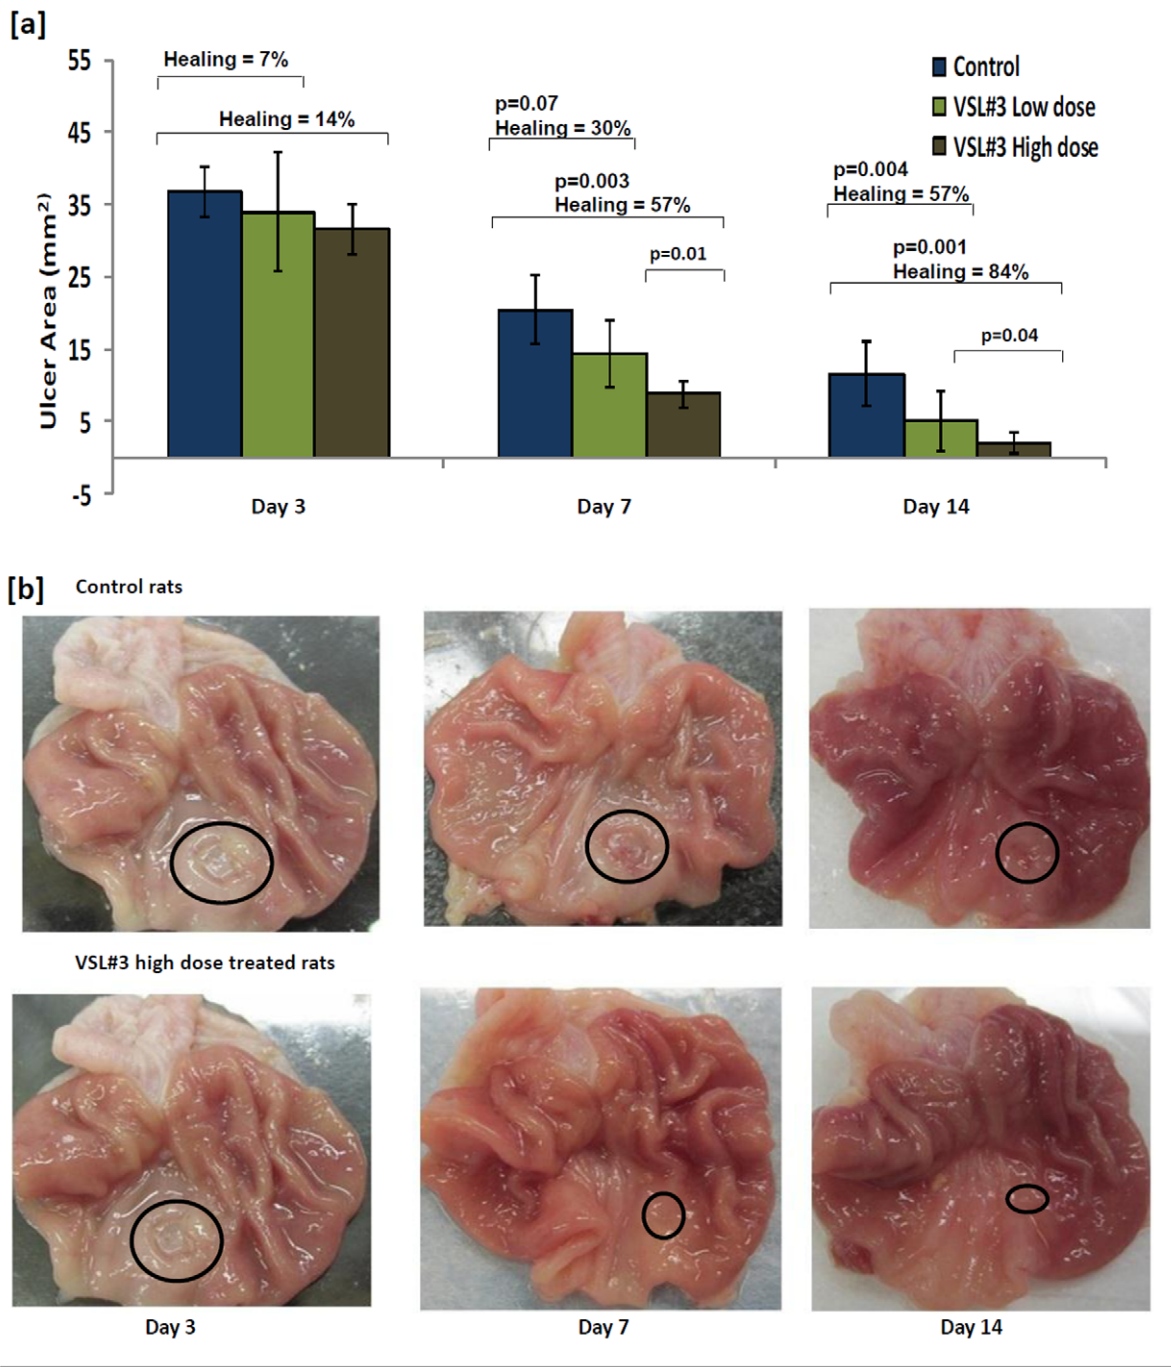 [a]
55
45
35
25
15
5
-5
Ulcer Area (mm²)
Healing = 7%
Healing = 14%
p=0.07
Healing = 30%
p=0.003
Healing = 57%
p=0.01
p=0.004
Healing = 57%
p=0.001
Healing = 84%
p=0.04
Control
VSL#3 Low dose
VSL#3 High dose
Day 3
Day 7
Day 14
[b]
Control rats
VSL#3 high dose treated rats
Day 3
Day 7
Day 14